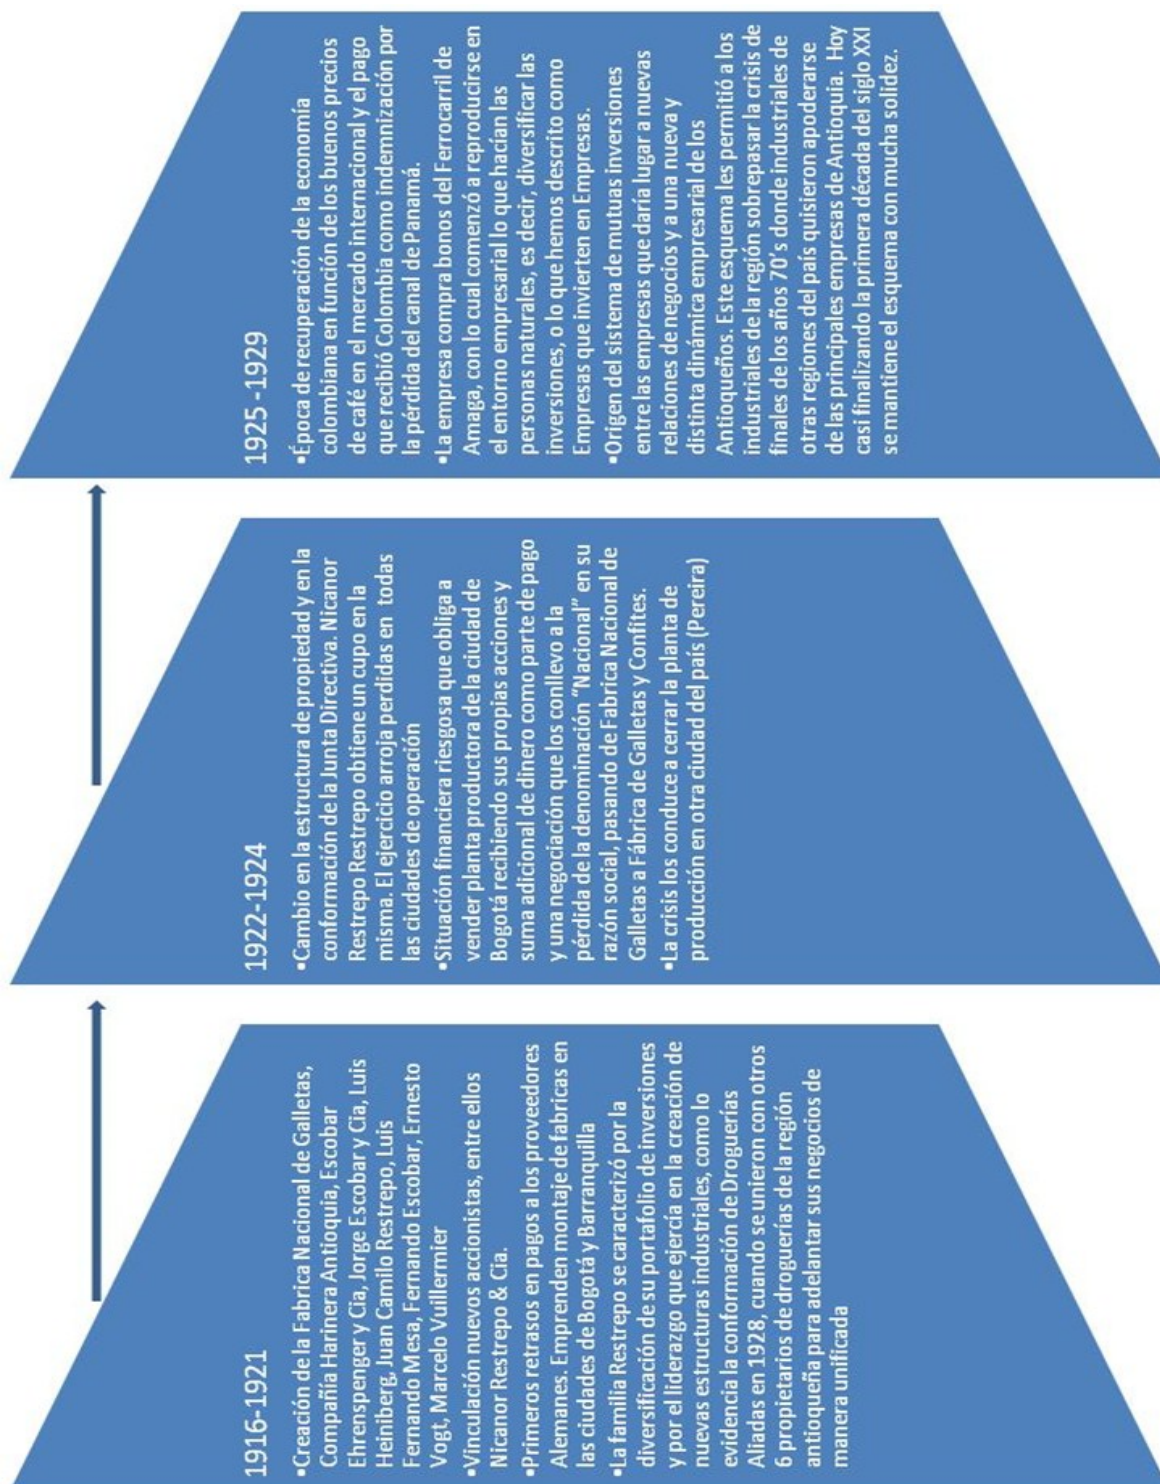 1916-1921
•Creación de la Fabrica Nacional de Galletas,
Compañía Harinera Antioquia, Escobar
Ehrenspenger y Cia, Jorge Escobar y Cia, Luis
Heiniberg, Juan Camilo Restrepo, Luis
Fernando Mesa, Fernando Escobar, Ernesto
Vogt, Marcelo Vuillermier
•Vinculación nuevos accionistas, entre ellos
Nicanor Restrepo & Cia.
•Primeros retrasos en pagos a los proveedores
Alemanes. Emprenden montaje de fabricas en
las ciudades de Bogotá y Barranquilla
•La familia Restrepo se caracterizó por la
diversificación de su portafolio de inversiones
y por el liderazgo que ejercía en la creación de
nuevas estructuras industriales, como lo
evidencia la conformación de Droguerías
Aliadas en 1928, cuando se unieron con otros
6 propietarios de droguerías de la región
antioqueña para adelantar sus negocios de
manera unificada
1922-1924
•Cambio en la estructura de propiedad y en la
conformación de la Junta Directiva. Nicanor
Restrepo Restrepo obtiene un cupo en la
misma. El ejercicio arroja perdidas en todas
las ciudades de operación
•Situación financiera riesgosa que obliga a
vender planta productora de la ciudad de
Bogotá recibiendo sus propias acciones y
suma adicional de dinero como parte de pago
y una negociación que los conllevo a la
pérdida de la denominación "Nacional" en su
razón social, pasando de Fabrica Nacional de
Galletas a Fábrica de Galletas y Confites.
•La crisis los conduce a cerrar la planta de
producción en otra ciudad del país (Pereira)
1925 -1929
•Época de recuperación de la economía
colombiana en función de los buenos precios
de café en el mercado internacional y el pago
que recibió Colombia como indemnización por
la pérdida del canal de Panamá.
•La empresa compra bonos del Ferrocarril de
Amaga, con lo cual comenzó a reproducirse en
el entorno empresarial lo que hacían las
personas naturales, es decir, diversificar las
inversiones, o lo que hemos descrito como
Empresas que invierten en Empresas.
•Origen del sistema de mutuas inversiones
entre las empresas que daría lugar a nuevas
relaciones de negocios y a una nueva y
distinta dinámica empresarial de los
Antioqueños. Este esquema les permitió a los
industriales de la región sobrepasar la crisis de
finales de los años 70's donde industriales de
otras regiones del país quisieron apoderarse
de las principales empresas de Antioquia. Hoy
casi finalizando la primera década del siglo XXI
se mantiene el esquema con mucha solidez.